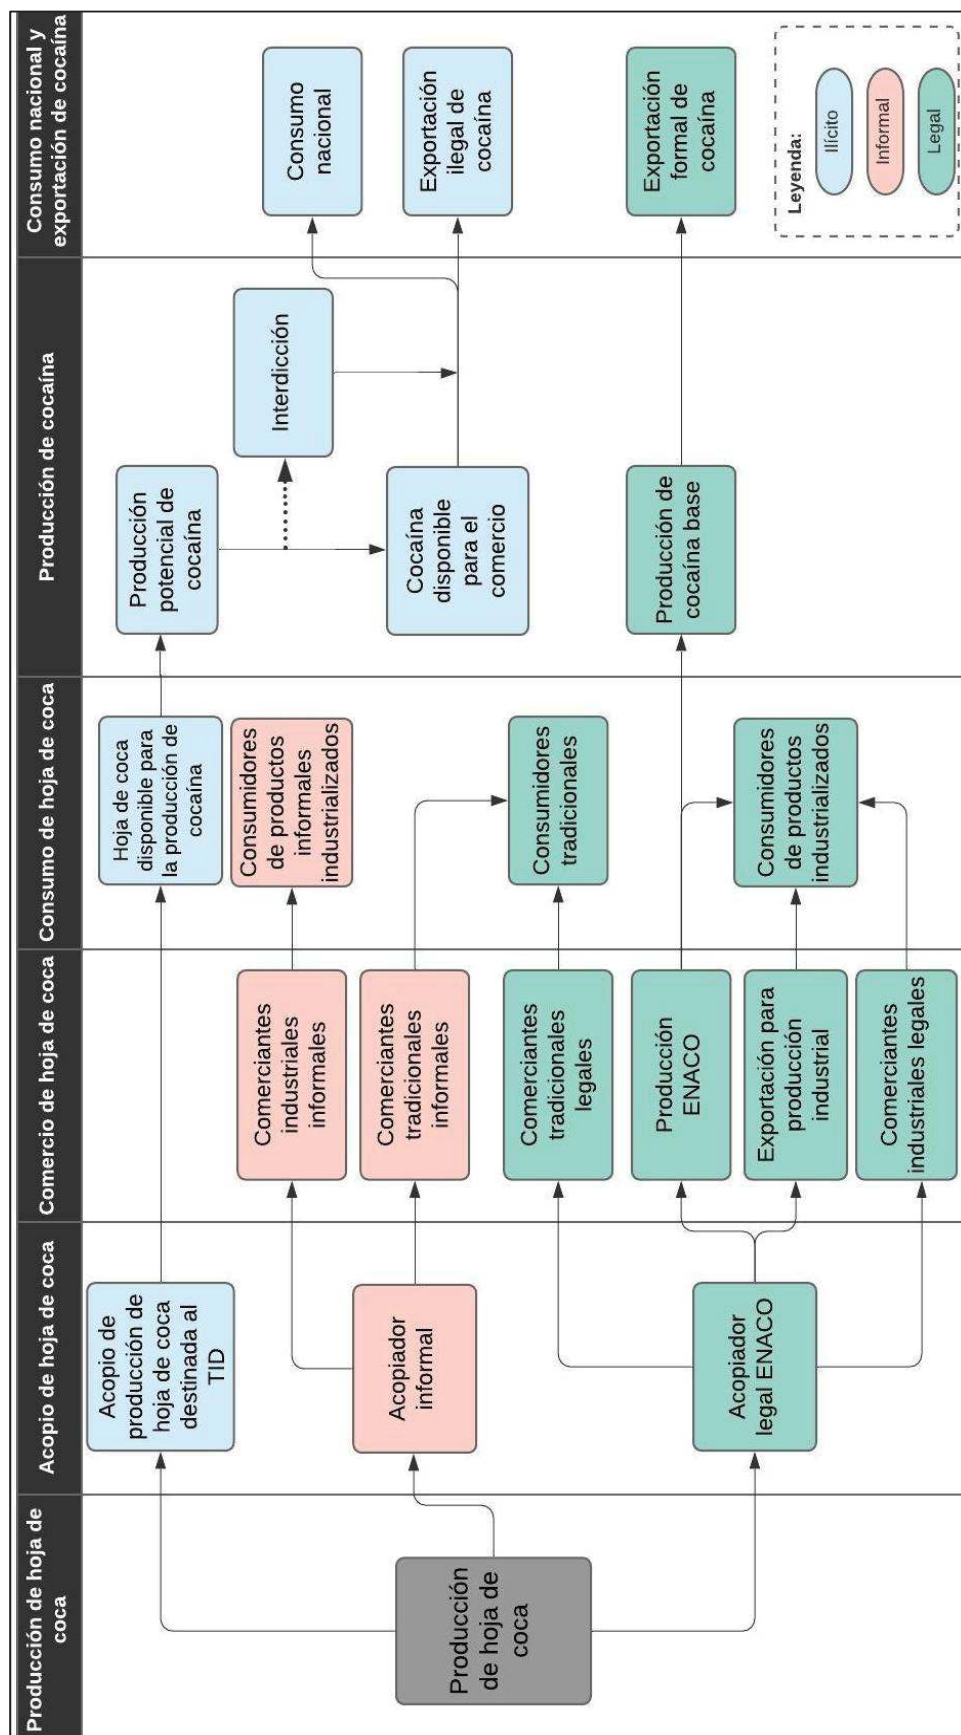 Producción de hoja de
coca
Acopio de hoja de coca
Comercio de hoja de coca
Consumo de hoja de coca
Producción de cocaína
Consumo nacional y
exportación de cocaína
Producción
de hoja de
coca
Acopio de
producción de
hoja de coca
destinada al
TID
Acopiador
informal
Acopiador
legal ENACO
Comerciantes
industriales
informales
Comerciantes
tradicionales
informales
Comerciantes
tradicionales
legales
Producción
ENACO
Exportación para
producción
industrial
Comerciantes
industriales legales
Hoja de coca
disponible para
la producción de
cocaína
Consumidores
de productos
informales
industrializados
Consumidores
tradicionales
Consumidores
de productos
industrializados
Producción
potencial de
cocaína
Interdicción
Cocaína
disponible
para el
comercio
Producción de
cocaína base
Consumo
nacional
Exportación
ilegal de
cocaína
Exportación
formal de
cocaína
Leyenda:
Ilícito
Informal
Legal